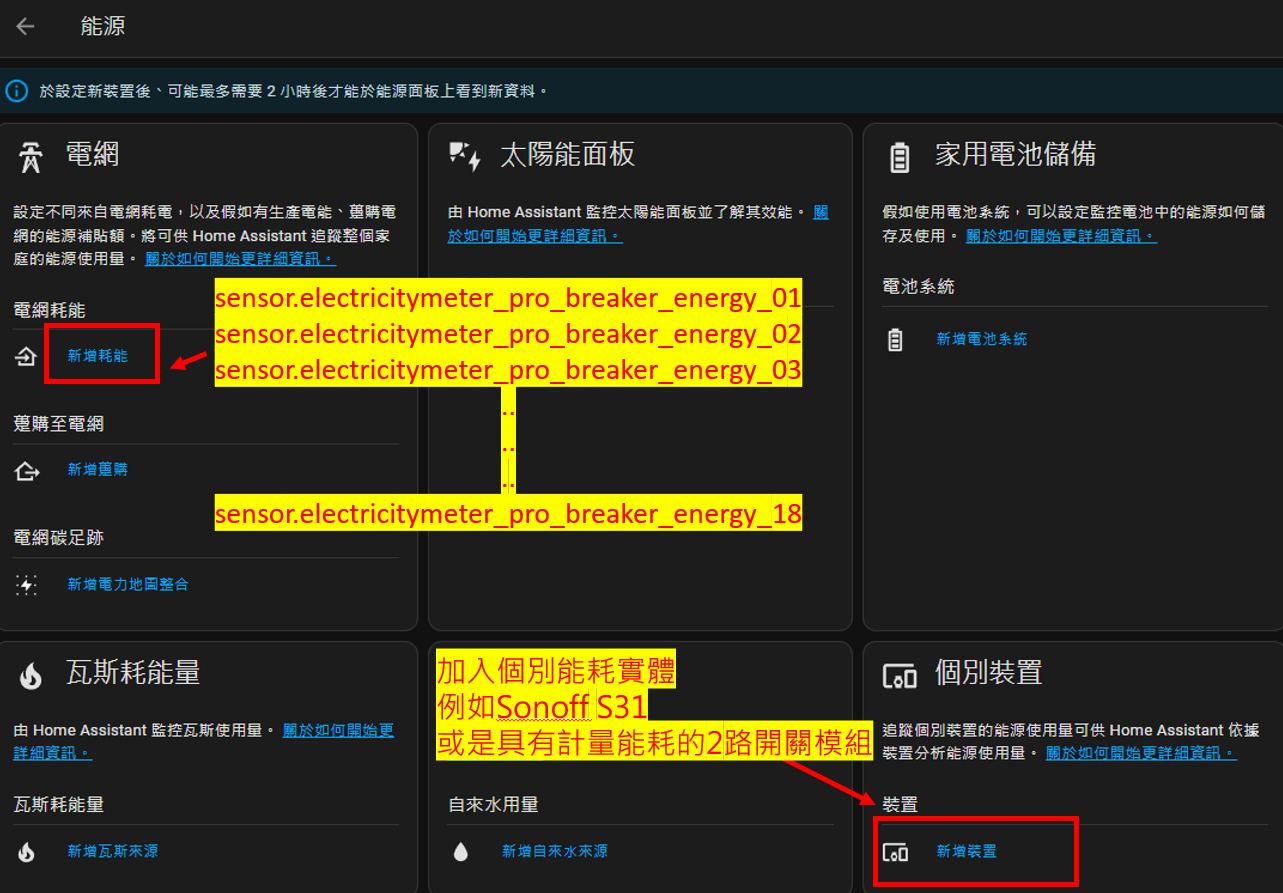 能源
於設定新裝置後、可能最多需要 2 小時後才能於能源面板上看到新資料。
電網
設定不同來自電網耗電，以及假如有生產電能、躉購電
網的能源補貼額。將可供 Home Assistant 追蹤整個家
庭的能源使用量。 關於如何開始更詳細資訊。
電網耗能
新增耗能
sensor.electricitymeter_pro_breaker_energy_01
sensor.electricitymeter_pro_breaker_energy_02
sensor.electricitymeter_pro_breaker_energy_03
..
..
..
sensor.electricitymeter_pro_breaker_energy_18
躉購至電網
新增躉購
電網碳足跡
新增電力地圖整合
太陽能面板
由 Home Assistant 監控太陽能面板並了解其效能。 關
於如何開始更詳細資訊。
家用電池儲備
假如使用電池系統，可以設定監控電池中的能源如何儲
存及使用。 關於如何開始更詳細資訊。
電池系統
新增電池系統
瓦斯耗能量
由 Home Assistant 監控瓦斯使用量。 關於如何開始更
詳細資訊。
瓦斯耗能量
新增瓦斯來源
加入個別能耗實體
例如Sonoff S31
或是具有計量能耗的2路開關模組
自來水用量
新增自來水來源
個別裝置
追蹤個別裝置的能源使用量可供 Home Assistant 依據
裝置分析能源使用量。 關於如何開始更詳細資訊。
裝置
新增裝置